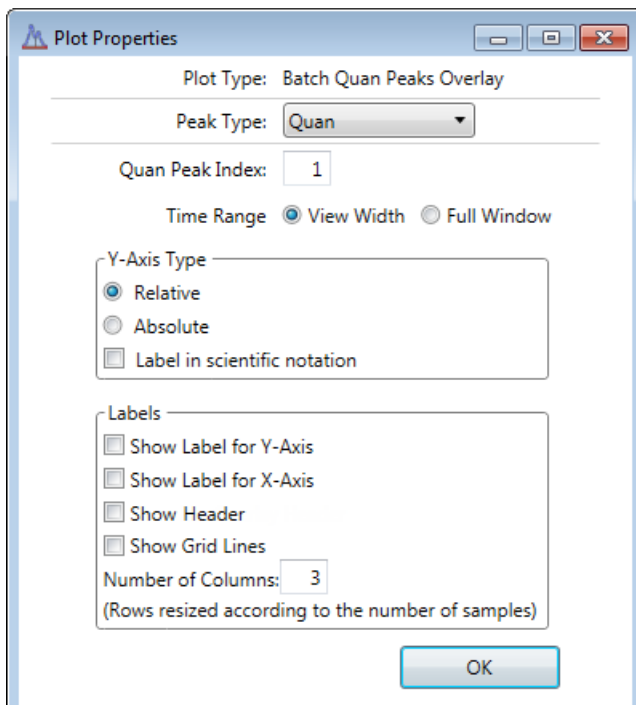 Plot Properties
Plot Type: Batch Quan Peaks Overlay
Peak Type: Quan
Quan Peak Index: 1
Time Range View Width Full Window
Y-Axis Type
Relative
Absolute
Label in scientific notation
Labels
Show Label for Y-Axis
Show Label for X-Axis
Show Header
Show Grid Lines
Number of Columns: 3
(Rows resized according to the number of samples)
OK